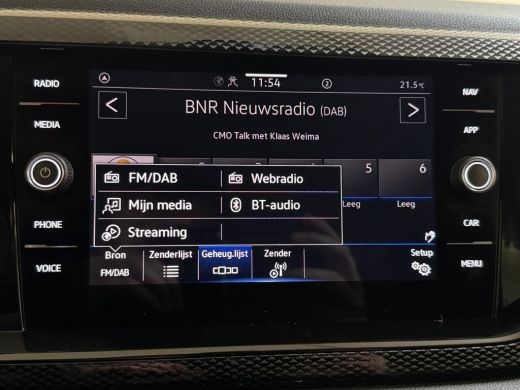 RADIO
MEDIA
PHONE
VOICE
11:54
2
21.5°C
BNR Nieuwsradio (DAB)
CMO Talk met Klaas Weima
5
6
Leeg
Leeg
FM/DAB
Webradio
Mijn media
BT-audio
Streaming
Bron
FM/DAB
Zenderlijst
Geheug.lijst
Zender
Setup
NAV
APP
CAR
MENU